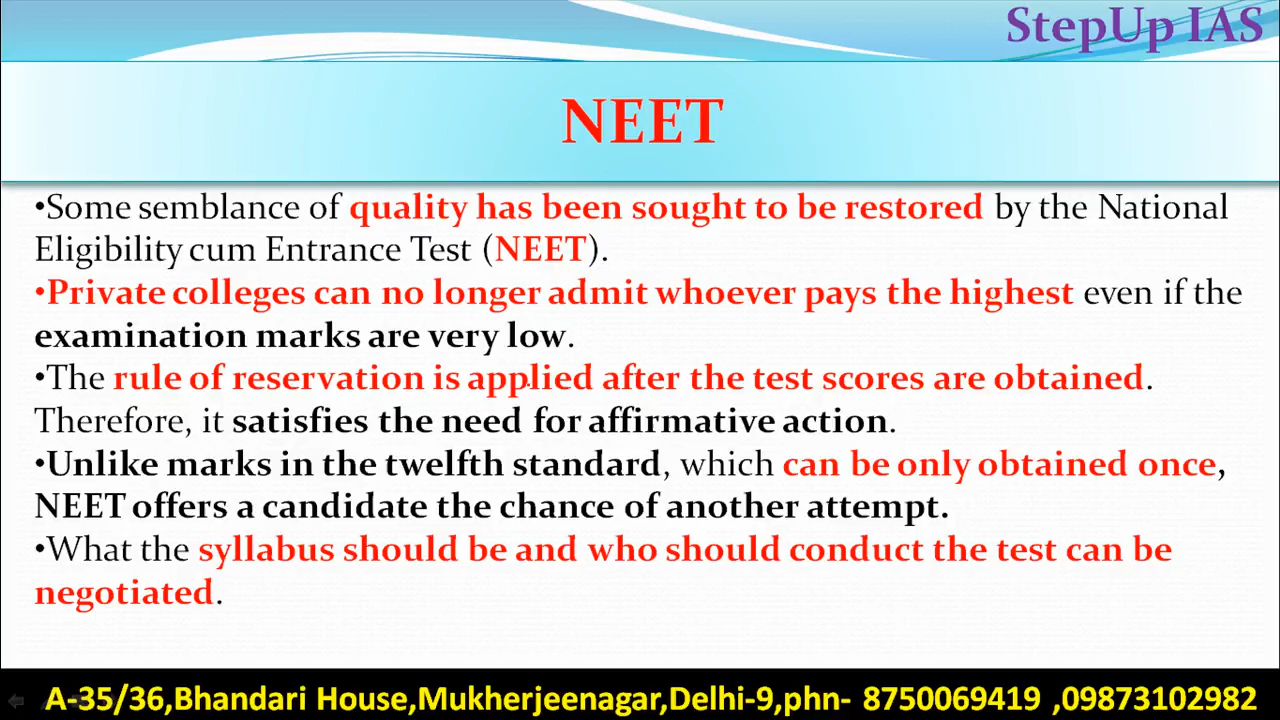 StepUp IAS
NEET
•Some semblance of quality has been sought to be restored by the National
Eligibility cum Entrance Test (NEET).
•Private colleges can no longer admit whoever pays the highest even if the
examination marks are very low.
•The rule of reservation is applied after the test scores are obtained.
Therefore, it satisfies the need for affirmative action.
•Unlike marks in the twelfth standard, which can be only obtained once,
NEET offers a candidate the chance of another attempt.
•What the syllabus should be and who should conduct the test can be
negotiated.
A-35/36,Bhandari House,Mukherjeenagar,Delhi-9,phn- 8750069419 ,09873102982